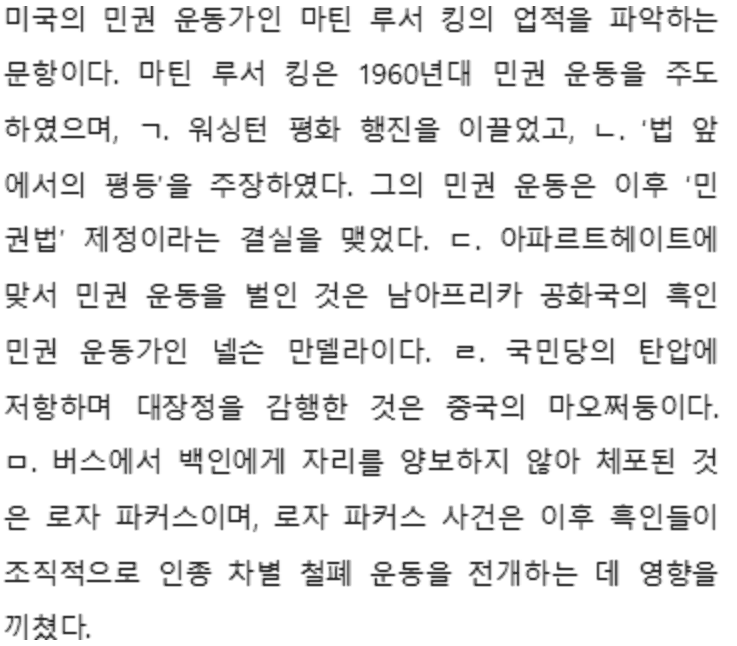 미국의 민권 운동가인 마틴 루서 킹의 업적을 파악하는
문항이다. 마틴 루서 킹은 1960년대 민권 운동을 주도
하였으며, ㄱ. 워싱턴 평화 행진을 이끌었고, ㄴ. '법 앞
에서의 평등'을 주장하였다. 그의 민권 운동은 이후 '민
권법' 제정이라는 결실을 맺었다. ㄷ. 아파르트헤이트에
맞서 민권 운동을 벌인 것은 남아프리카 공화국의 흑인
민권 운동가인 넬슨 만델라이다. ㄹ. 국민당의 탄압에
저항하며 대장정을 감행한 것은 중국의 마오쩌둥이다.
ㅁ. 버스에서 백인에게 자리를 양보하지 않아 체포된 것
은 로자 파커스이며, 로자 파커스 사건은 이후 흑인들이
조직적으로 인종 차별 철폐 운동을 전개하는 데 영향을
끼쳤다.